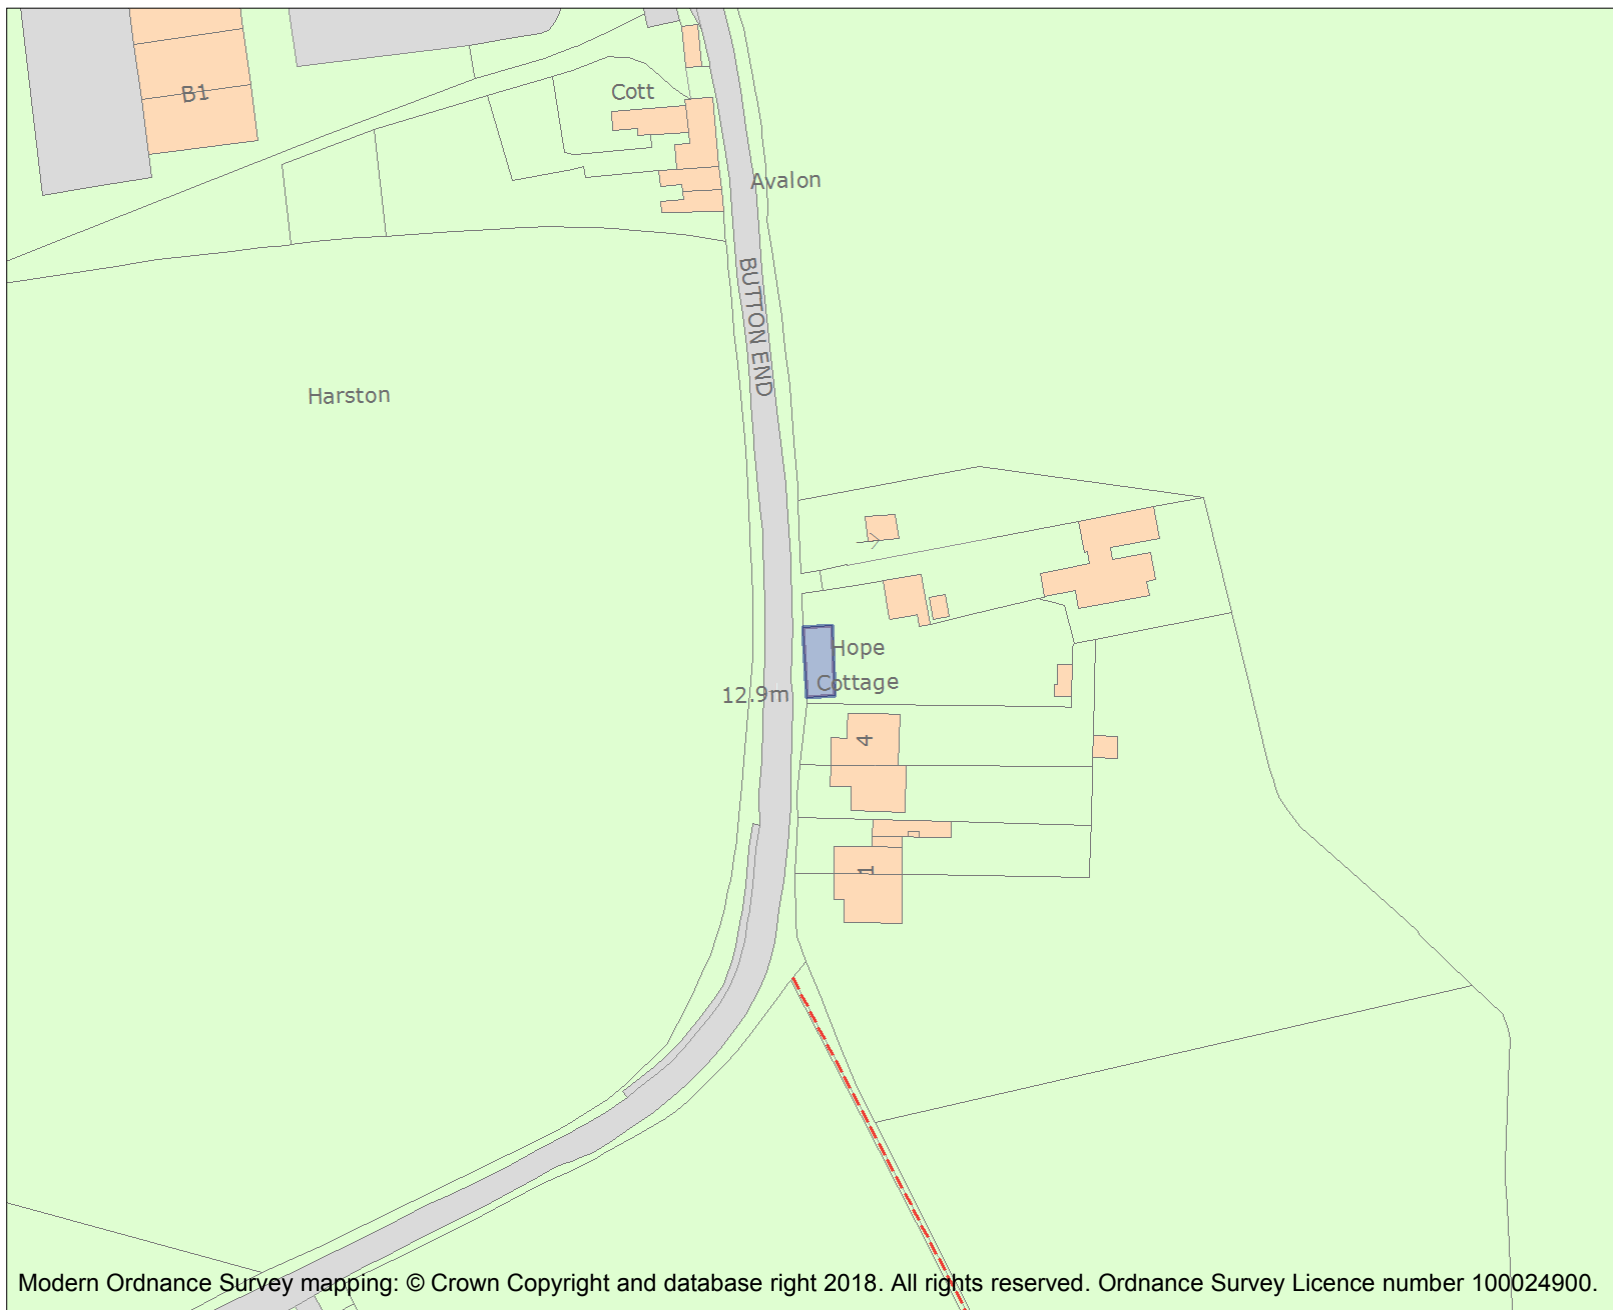 B1
Cott
Avalon
BUTTON END
Harston
Hope
Cottage
12.9m
4
1
Modern Ordnance Survey mapping: © Crown Copyright and database right 2018. All rights reserved. Ordnance Survey Licence number 100024900.